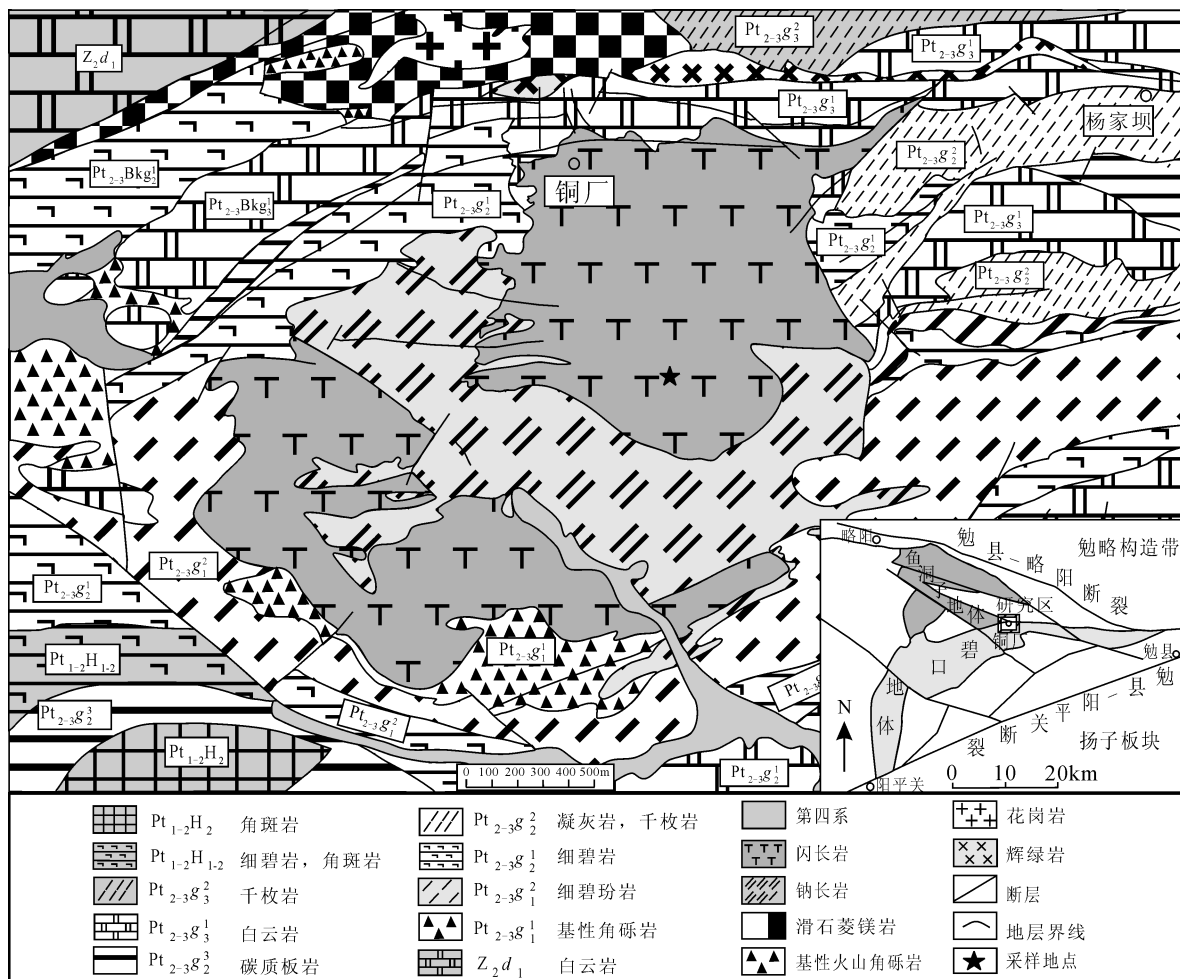 Z₂d₁
Pt₂₋₃g₃²
Pt₂₋₃g₃¹
Pt₂₋₃g₃¹
杨家坝
Pt₂₋₃g₂²
Pt₂₋₃Bkg₂¹
Pt₂₋₃Bkg₃¹
Pt₂₋₃g₂¹
铜厂
Pt₂₋₃g₃¹
Pt₂₋₃g₂¹
Pt₂₋₃g₂²
Pt₂₋₃g₁²
Pt₂₋₃g₂¹
Pt₂₋₃g₁¹
Pt₁₋₂H₁₋₂
Pt₂₋₃g₂³
Pt₂₋₃g₁²
Pt₁₋₂H₂
Pt₂₋₃g₂¹
0 100 200 300 400 500m
略阳
勉县—略阳断裂
勉略构造带
鱼洞子地体
研究区
铜厂
碧口地体
勉县
勉县—阳平关断裂
扬子板块
阳平关
N
0 10 20km
Pt₁₋₂H₂ 角斑岩
Pt₁₋₂H₁₋₂ 细碧岩，角斑岩
Pt₂₋₃g₃² 千枚岩
Pt₂₋₃g₃¹ 白云岩
Pt₂₋₃g₂³ 碳质板岩
Pt₂₋₃g₂² 凝灰岩，千枚岩
Pt₂₋₃g₂¹ 细碧岩
Pt₂₋₃g₁² 细碧玢岩
Pt₂₋₃g₁¹ 基性角砾岩
Z₂d₁ 白云岩
第四系
闪长岩
钠长岩
滑石菱镁岩
基性火山角砾岩
花岗岩
辉绿岩
断层
地层界线
采样地点